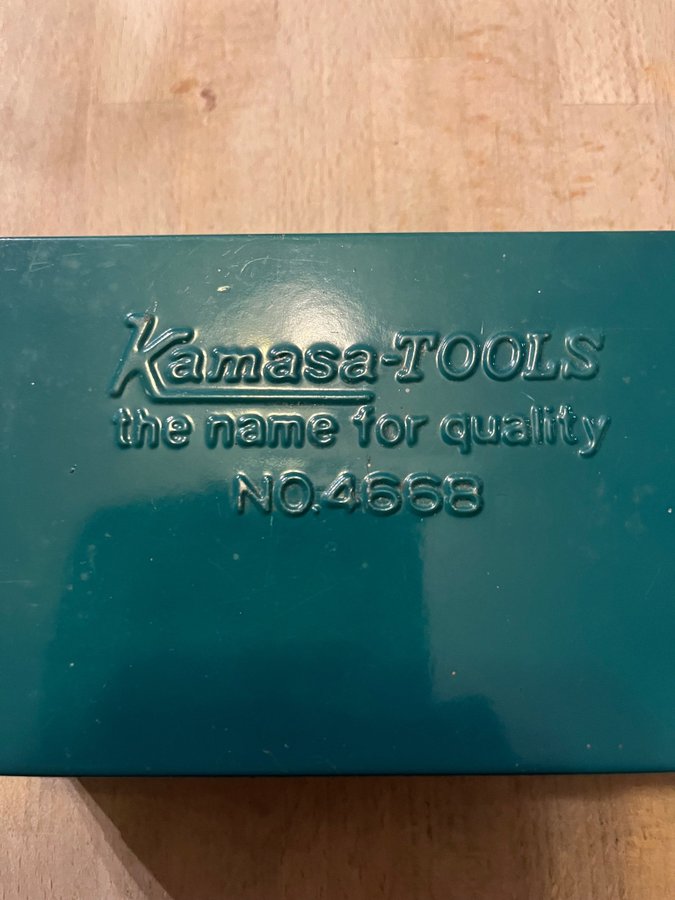 Kamasa-TOOLS
the name for quality
NO.4668